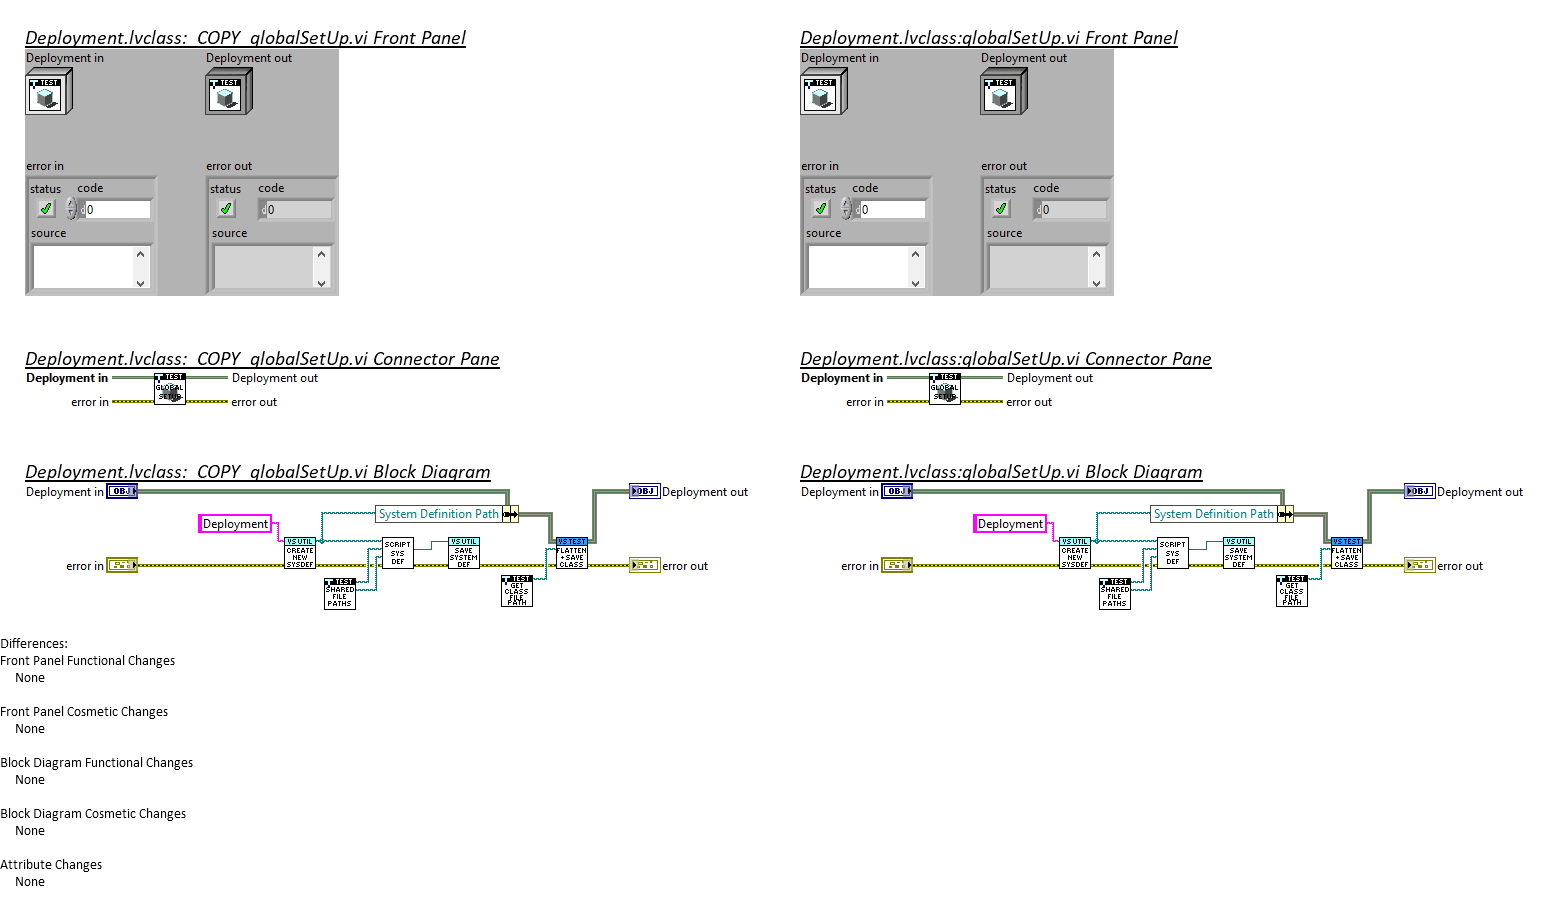 Deployment.lvclass:_COPY_globalSetUp.vi Front Panel
Deployment in
Deployment out
TEST
TEST
error in
error out
status
code
status
code
0
0
source
source
Deployment.lvclass:globalSetUp.vi Front Panel
Deployment in
Deployment out
TEST
TEST
error in
error out
status
code
status
code
0
0
source
source
Deployment.lvclass:_COPY_globalSetUp.vi Connector Pane
Deployment in
TEST
GLOBAL
SETUP
Deployment out
error in
error out
Deployment.lvclass:globalSetUp.vi Connector Pane
Deployment in
TEST
GLOBAL
SETUP
Deployment out
error in
error out
Deployment.lvclass:_COPY_globalSetUp.vi Block Diagram
Deployment in
OBJ
OBJ
Deployment out
System Definition Path
Deployment
VS UTIL
CREATE
NEW
SYSDEF
SCRIPT
SYS
DEF
VS UTIL
SAVE
SYSTEM
DEF
VS TEST
FLATTEN
+ SAVE
CLASS
error in
error out
TEST
SHARED
FILE
PATHS
TEST
GET
CLASS
FILE
PATH
Deployment.lvclass:globalSetUp.vi Block Diagram
Deployment in
OBJ
OBJ
Deployment out
System Definition Path
Deployment
VS UTIL
CREATE
NEW
SYSDEF
SCRIPT
SYS
DEF
VS UTIL
SAVE
SYSTEM
DEF
VS TEST
FLATTEN
+ SAVE
CLASS
error in
error out
TEST
SHARED
FILE
PATHS
TEST
GET
CLASS
FILE
PATH
Differences:
Front Panel Functional Changes
None
Front Panel Cosmetic Changes
None
Block Diagram Functional Changes
None
Block Diagram Cosmetic Changes
None
Attribute Changes
None